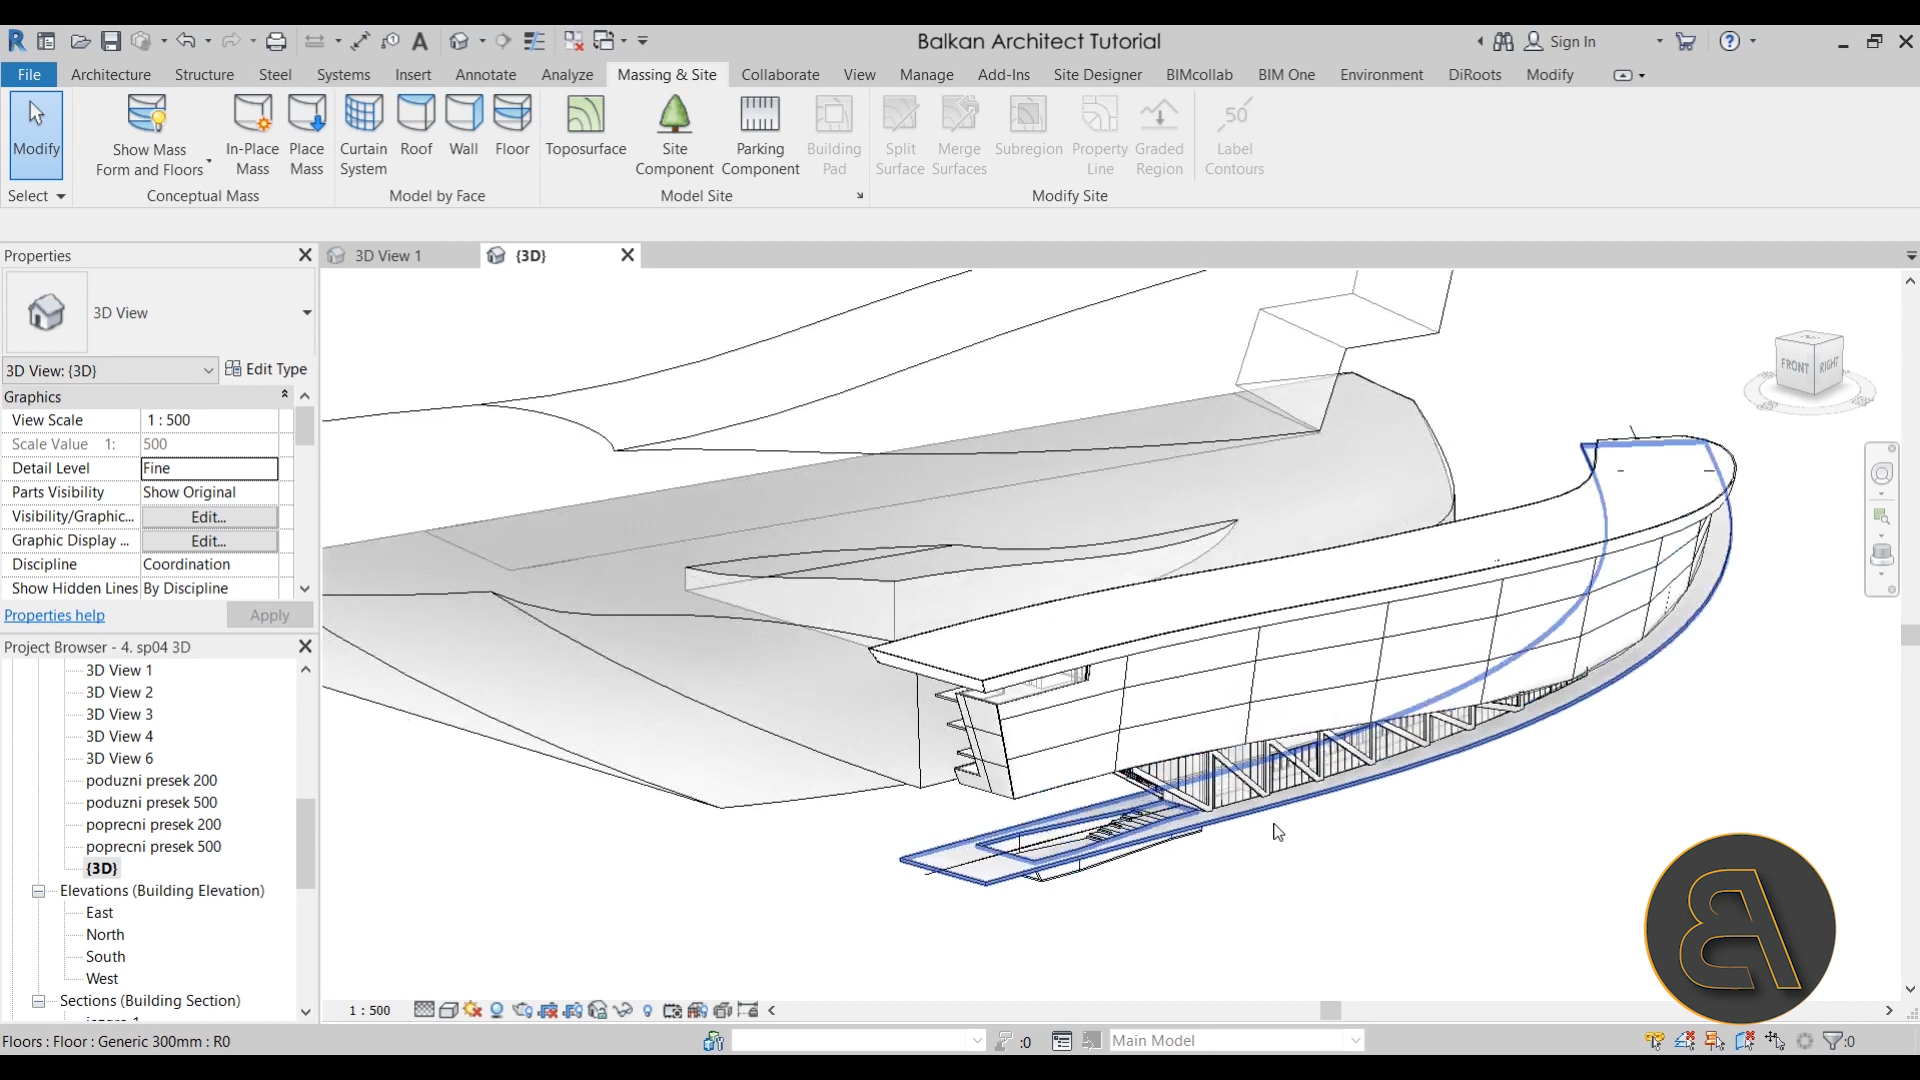 Balkan Architect Tutorial
Sign In
File Architecture Structure Steel Systems Insert Annotate Analyze Massing & Site Collaborate View Manage Add-Ins Site Designer BIMcollab BIM One Environment DiRoots Modify
Modify
Show Mass Form and Floors
In-Place Mass
Place Mass
Curtain System
Roof
Wall
Floor
Toposurface
Site Component
Parking Component
Building Pad
Split Surface
Merge Surfaces
Subregion
Property Line
Graded Region
Label Contours
50
Select
Conceptual Mass
Model by Face
Model Site
Modify Site
Properties
3D View 1
{3D}
3D View
3D View: {3D}
Edit Type
Graphics
View Scale 1 : 500
Scale Value 1: 500
Detail Level Fine
Parts Visibility Show Original
Visibility/Graphic... Edit...
Graphic Display ... Edit...
Discipline Coordination
Show Hidden Lines By Discipline
Properties help
Apply
Project Browser - 4. sp04 3D
3D View 1
3D View 2
3D View 3
3D View 4
3D View 6
poduzni presek 200
poduzni presek 500
poprecni presek 200
poprecni presek 500
{3D}
Elevations (Building Elevation)
East
North
South
West
Sections (Building Section)
FRONT
RIGHT
1 : 500
Floors : Floor : Generic 300mm : R0
:0
Main Model
:0